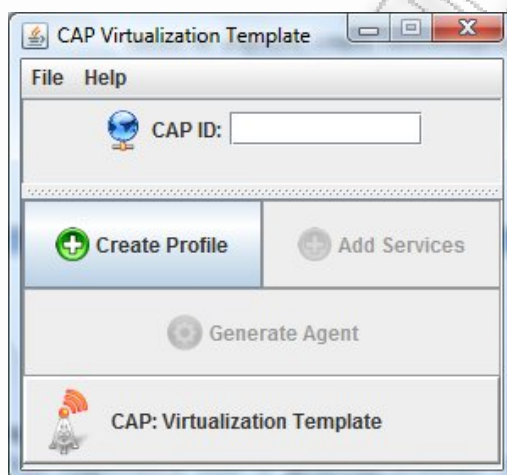 CAP Virtualization Template
File Help
CAP ID:
Create Profile Add Services
Generate Agent
CAP: Virtualization Template